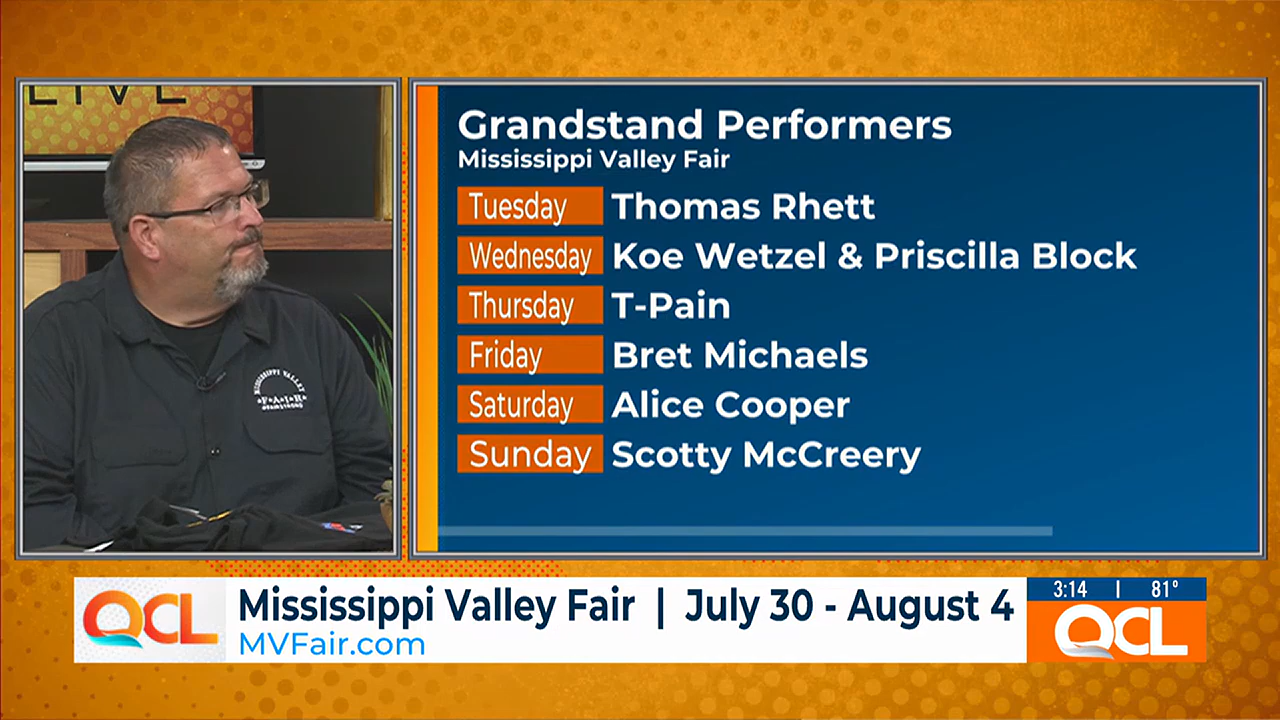 LIVE
MISSISSIPPI VALLEY
F*A*I*R
Grandstand Performers
Mississippi Valley Fair
Tuesday Thomas Rhett
Wednesday Koe Wetzel & Priscilla Block
Thursday T-Pain
Friday Bret Michaels
Saturday Alice Cooper
Sunday Scotty McCreery
QCL Mississippi Valley Fair | July 30 - August 4
MVFair.com
3:14 | 81°
QCL